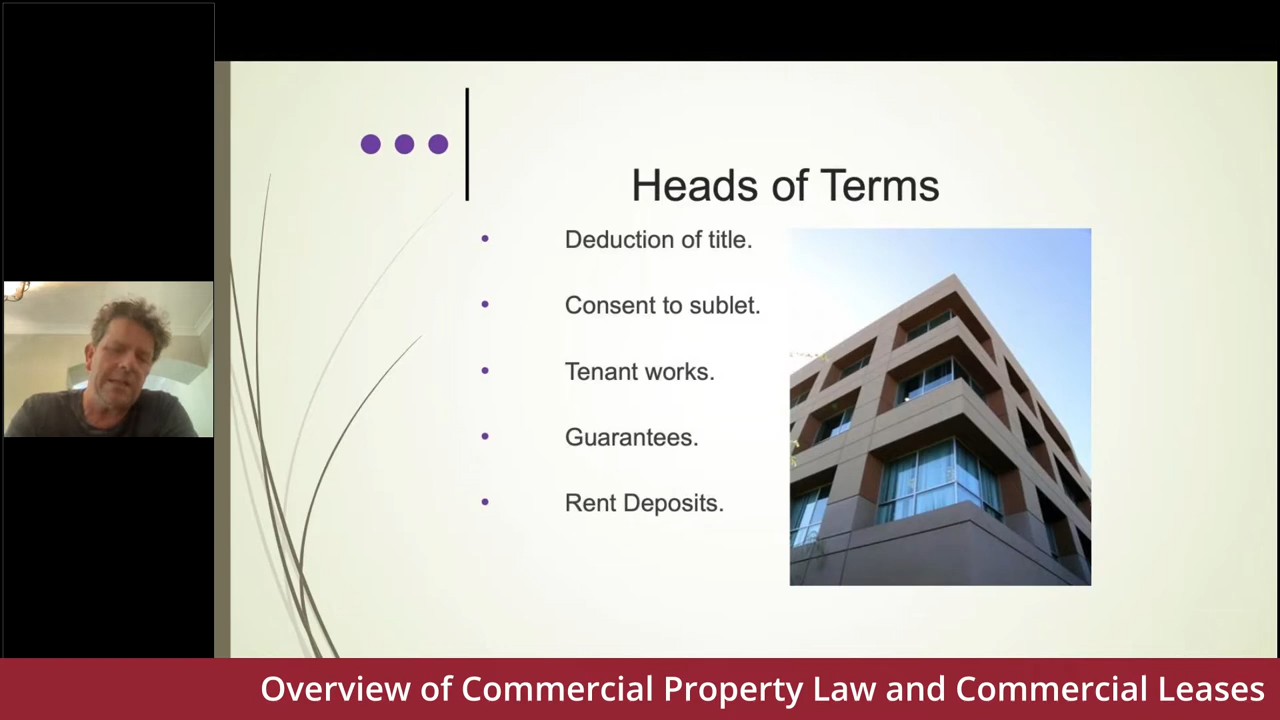 Heads of Terms
Deduction of title.
Consent to sublet.
Tenant works.
Guarantees.
Rent Deposits.
Overview of Commercial Property Law and Commercial Leases